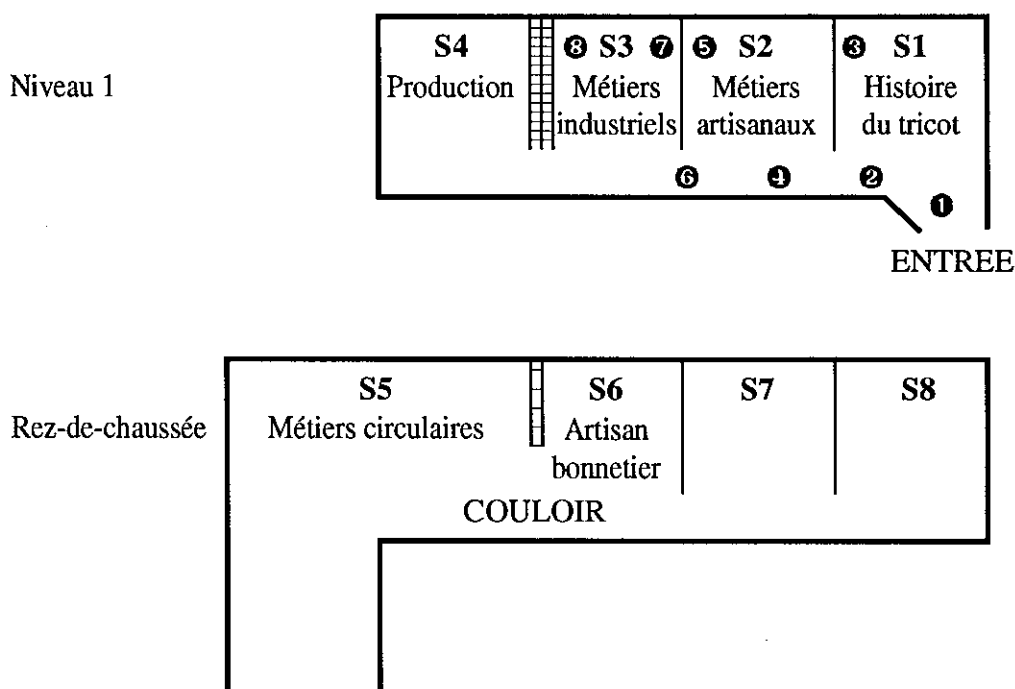 S4 ❽ S3 ❼ ❺ S2 ❸ S1
Niveau 1 Production Métiers Métiers Histoire
industriels artisanaux du tricot
❻ ❹ ❷
❶
ENTREE
S5 S6 S7 S8
Rez-de-chaussée Métiers circulaires Artisan
bonnetier
COULOIR